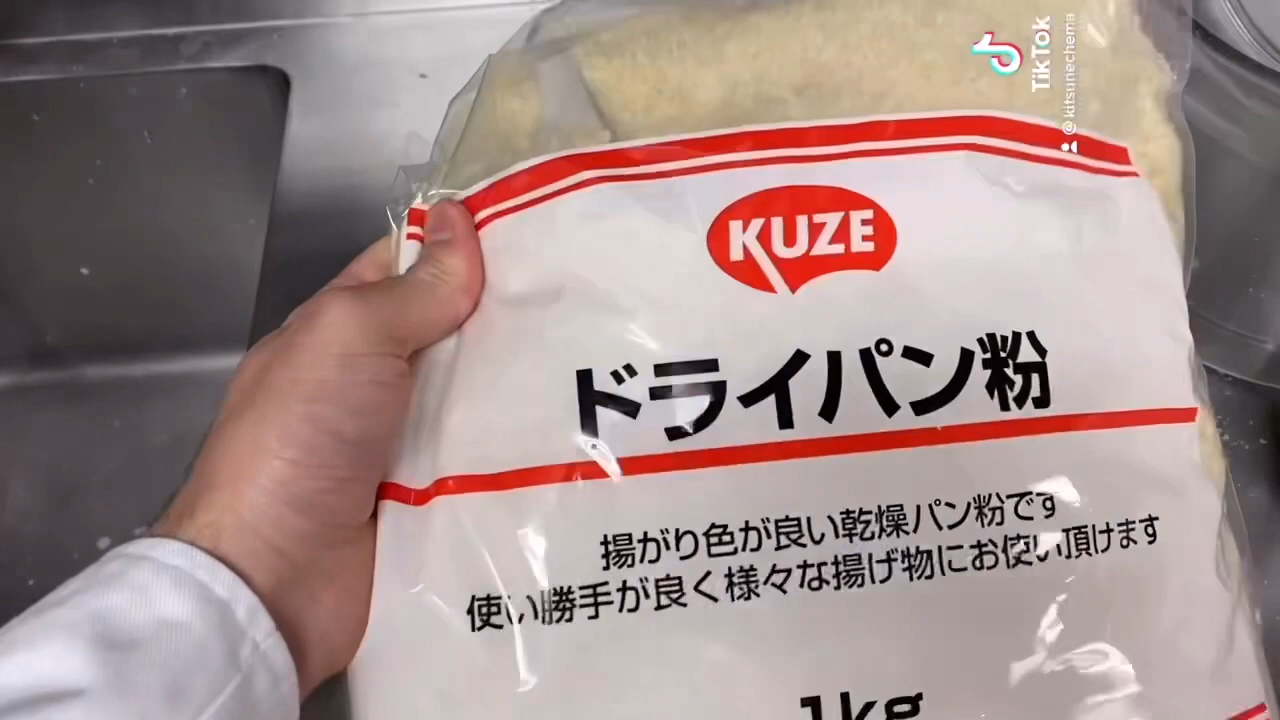 KUZE
ドライパン粉
揚がり色が良い乾燥パン粉です
使い勝手が良く様々な揚げ物にお使い頂けます
1kg
TikTok
@kitsunechema